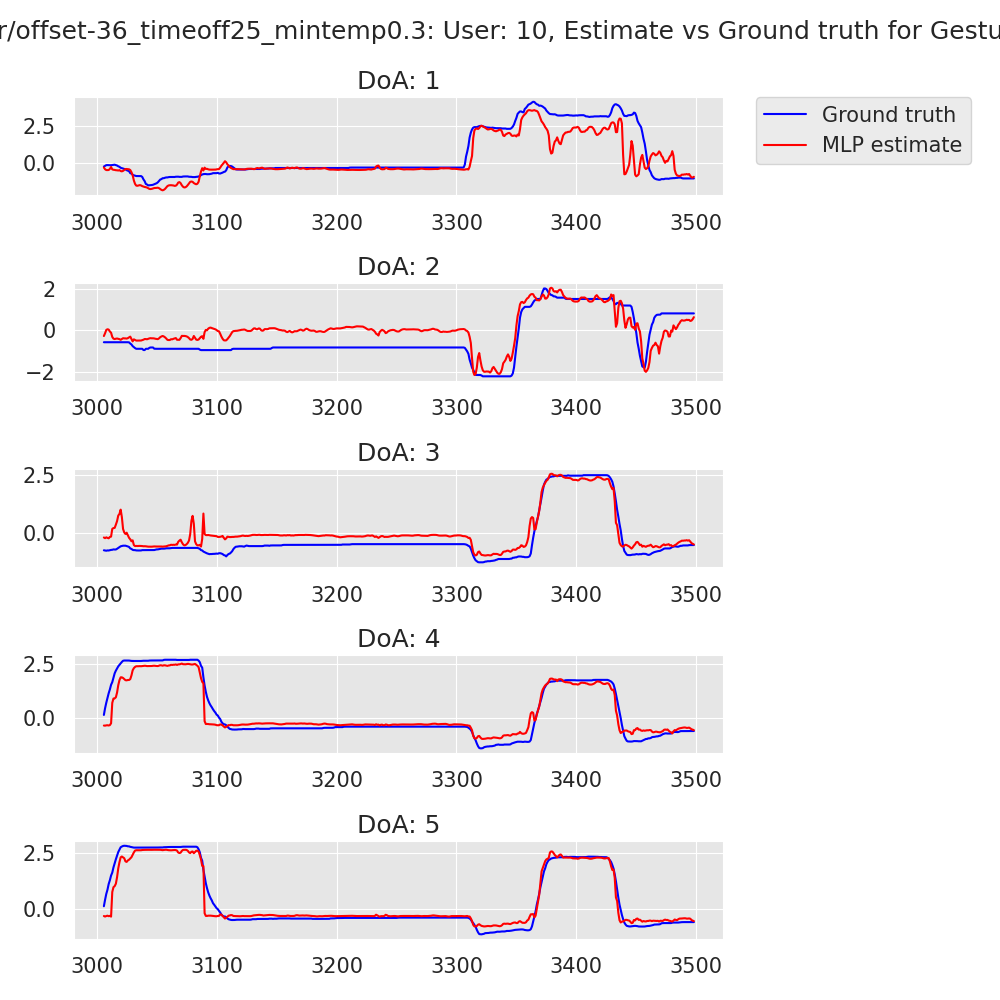 r/offset-36_timeoff25_mintemp0.3: User: 10, Estimate vs Ground truth for Gestu
DoA: 1
2.5
0.0
3000 3100 3200 3300 3400 3500
Ground truth
MLP estimate
DoA: 2
2
0
−2
3000 3100 3200 3300 3400 3500
DoA: 3
2.5
0.0
3000 3100 3200 3300 3400 3500
DoA: 4
2.5
0.0
3000 3100 3200 3300 3400 3500
DoA: 5
2.5
0.0
3000 3100 3200 3300 3400 3500